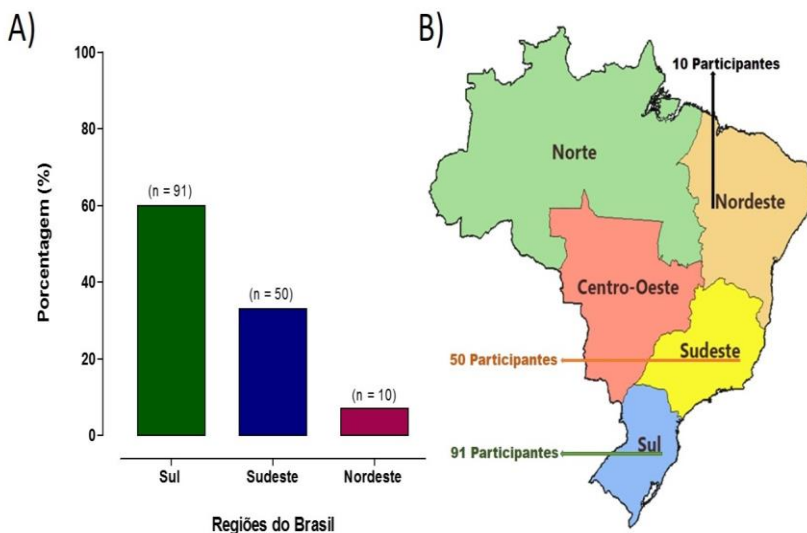 A)
Porcentagem (%)
100
80
60
40
20
0
(n = 91)
(n = 50)
(n = 10)
Sul
Sudeste
Nordeste
Regiões do Brasil
B)
10 Participantes
Norte
Nordeste
Centro-Oeste
50 Participantes
Sudeste
91 Participantes
Sul